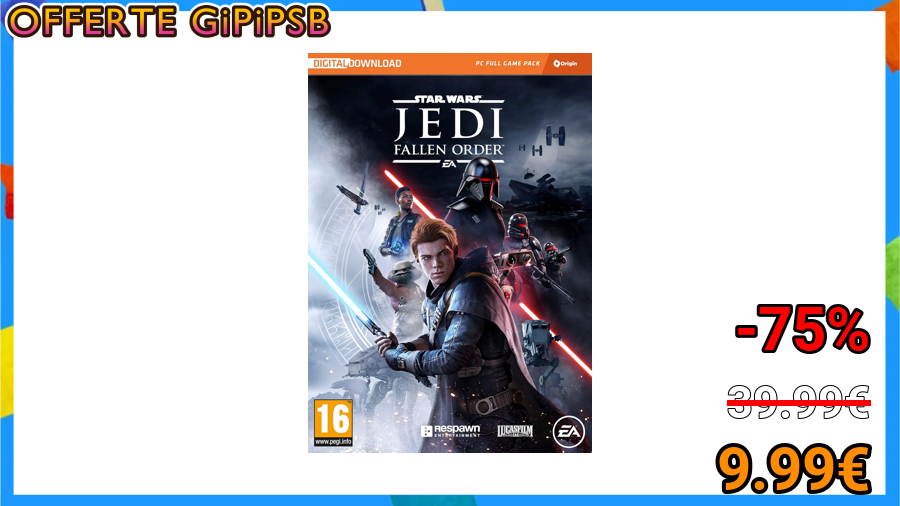 OFFERTE GiPiPSB
DIGITAL DOWNLOAD
PC FULL GAME PACK
Origin
STAR WARS
JEDI
FALLEN ORDER
EA
-75%
39.99€
9.99€
16
www.pegi.info
Respawn
ENTERTAINMENT
LUCASFILM
EA